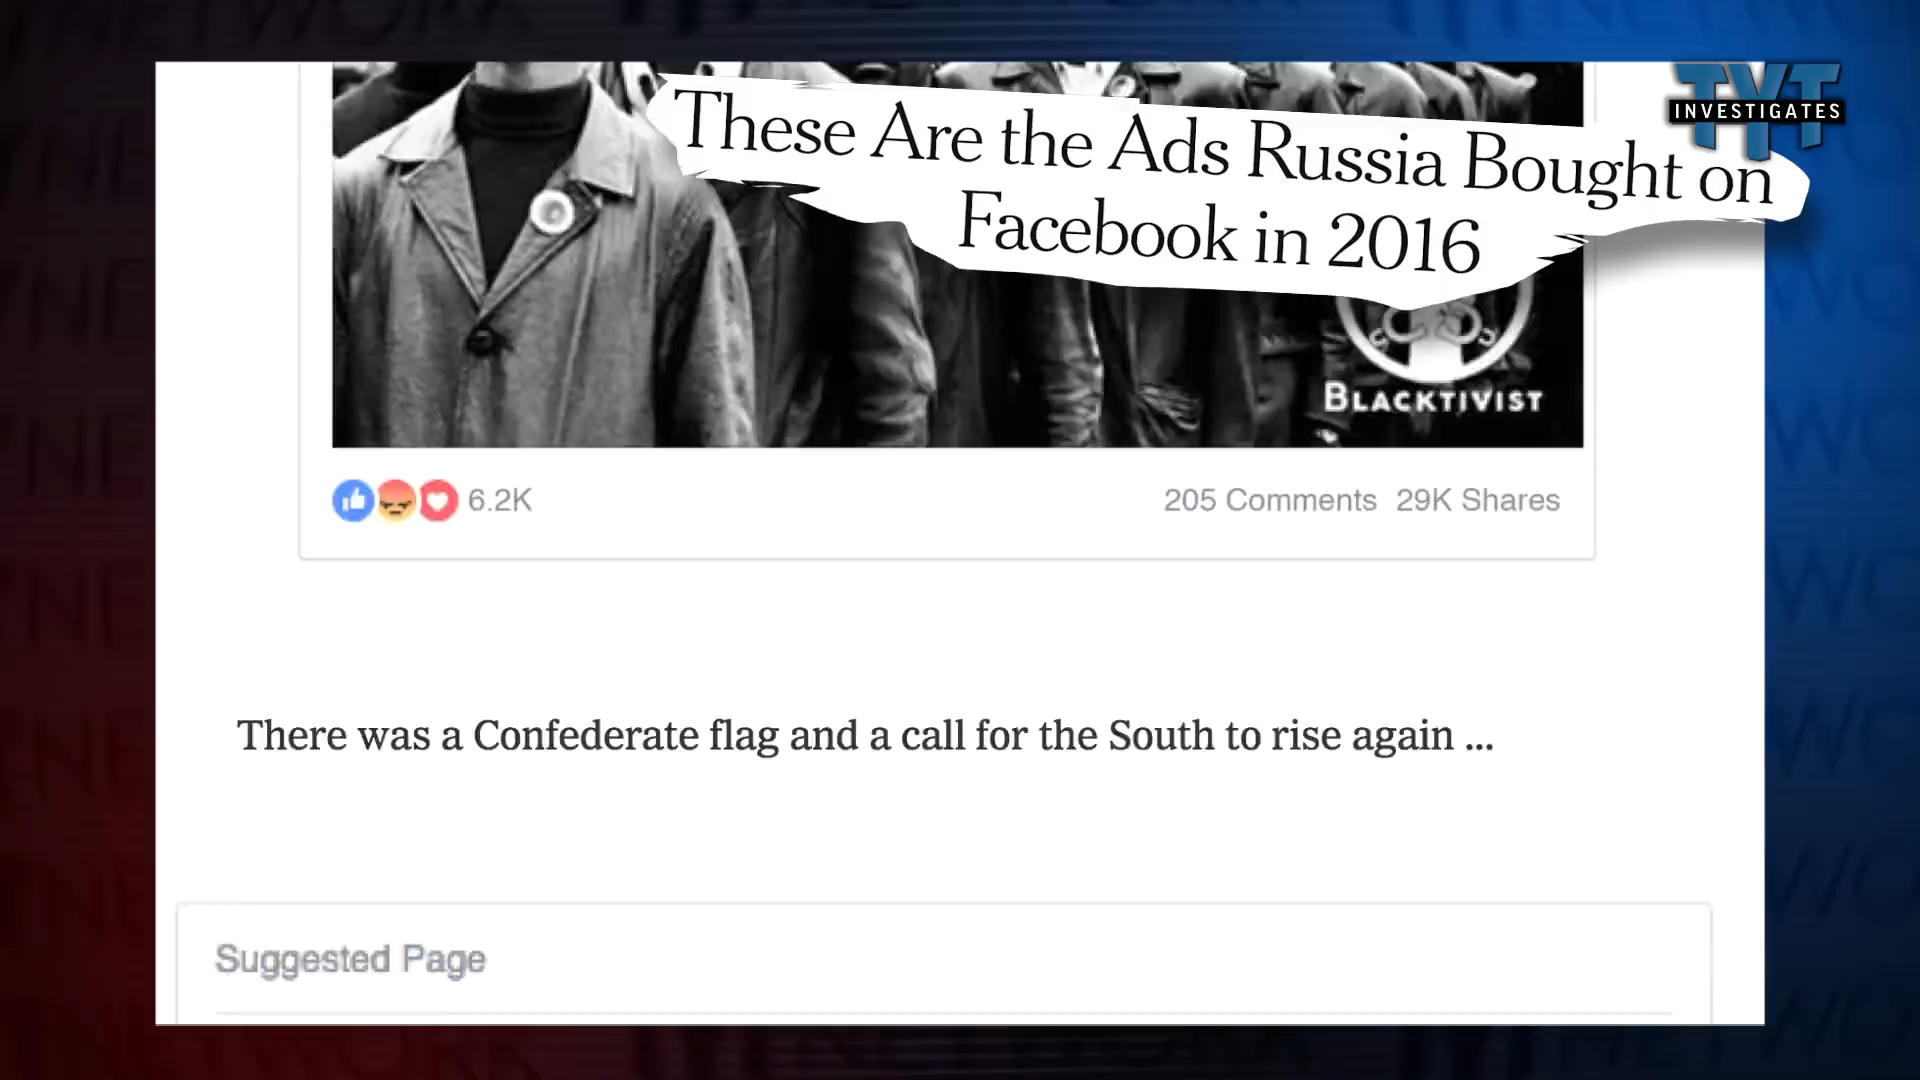 TYT
INVESTIGATES
These Are the Ads Russia Bought on
Facebook in 2016
BLACKTIVIST
6.2K
205 Comments 29K Shares
There was a Confederate flag and a call for the South to rise again ...
Suggested Page